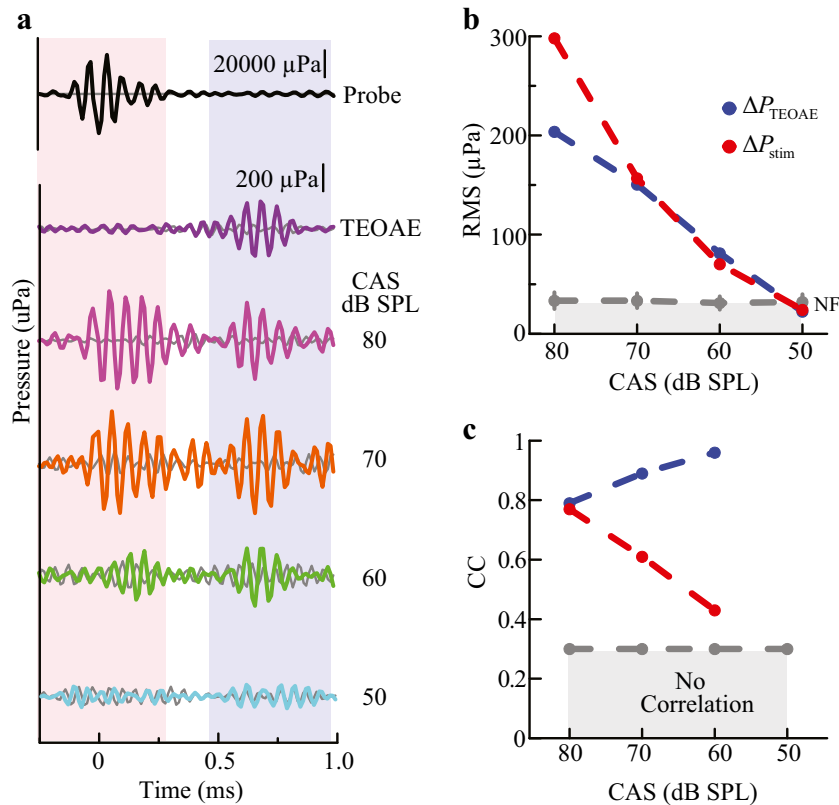 a
20000 µPa
Probe
200 µPa
TEOAE
CAS
dB SPL
80
70
60
50
Pressure (uPa)
0
0.5
1.0
Time (ms)
b
300
200
100
0
RMS (µPa)
ΔP_TEOAE
ΔP_stim
NF
80
70
60
50
CAS (dB SPL)
c
1
0.8
0.6
0.4
0.2
0
CC
No
Correlation
80
70
60
50
CAS (dB SPL)